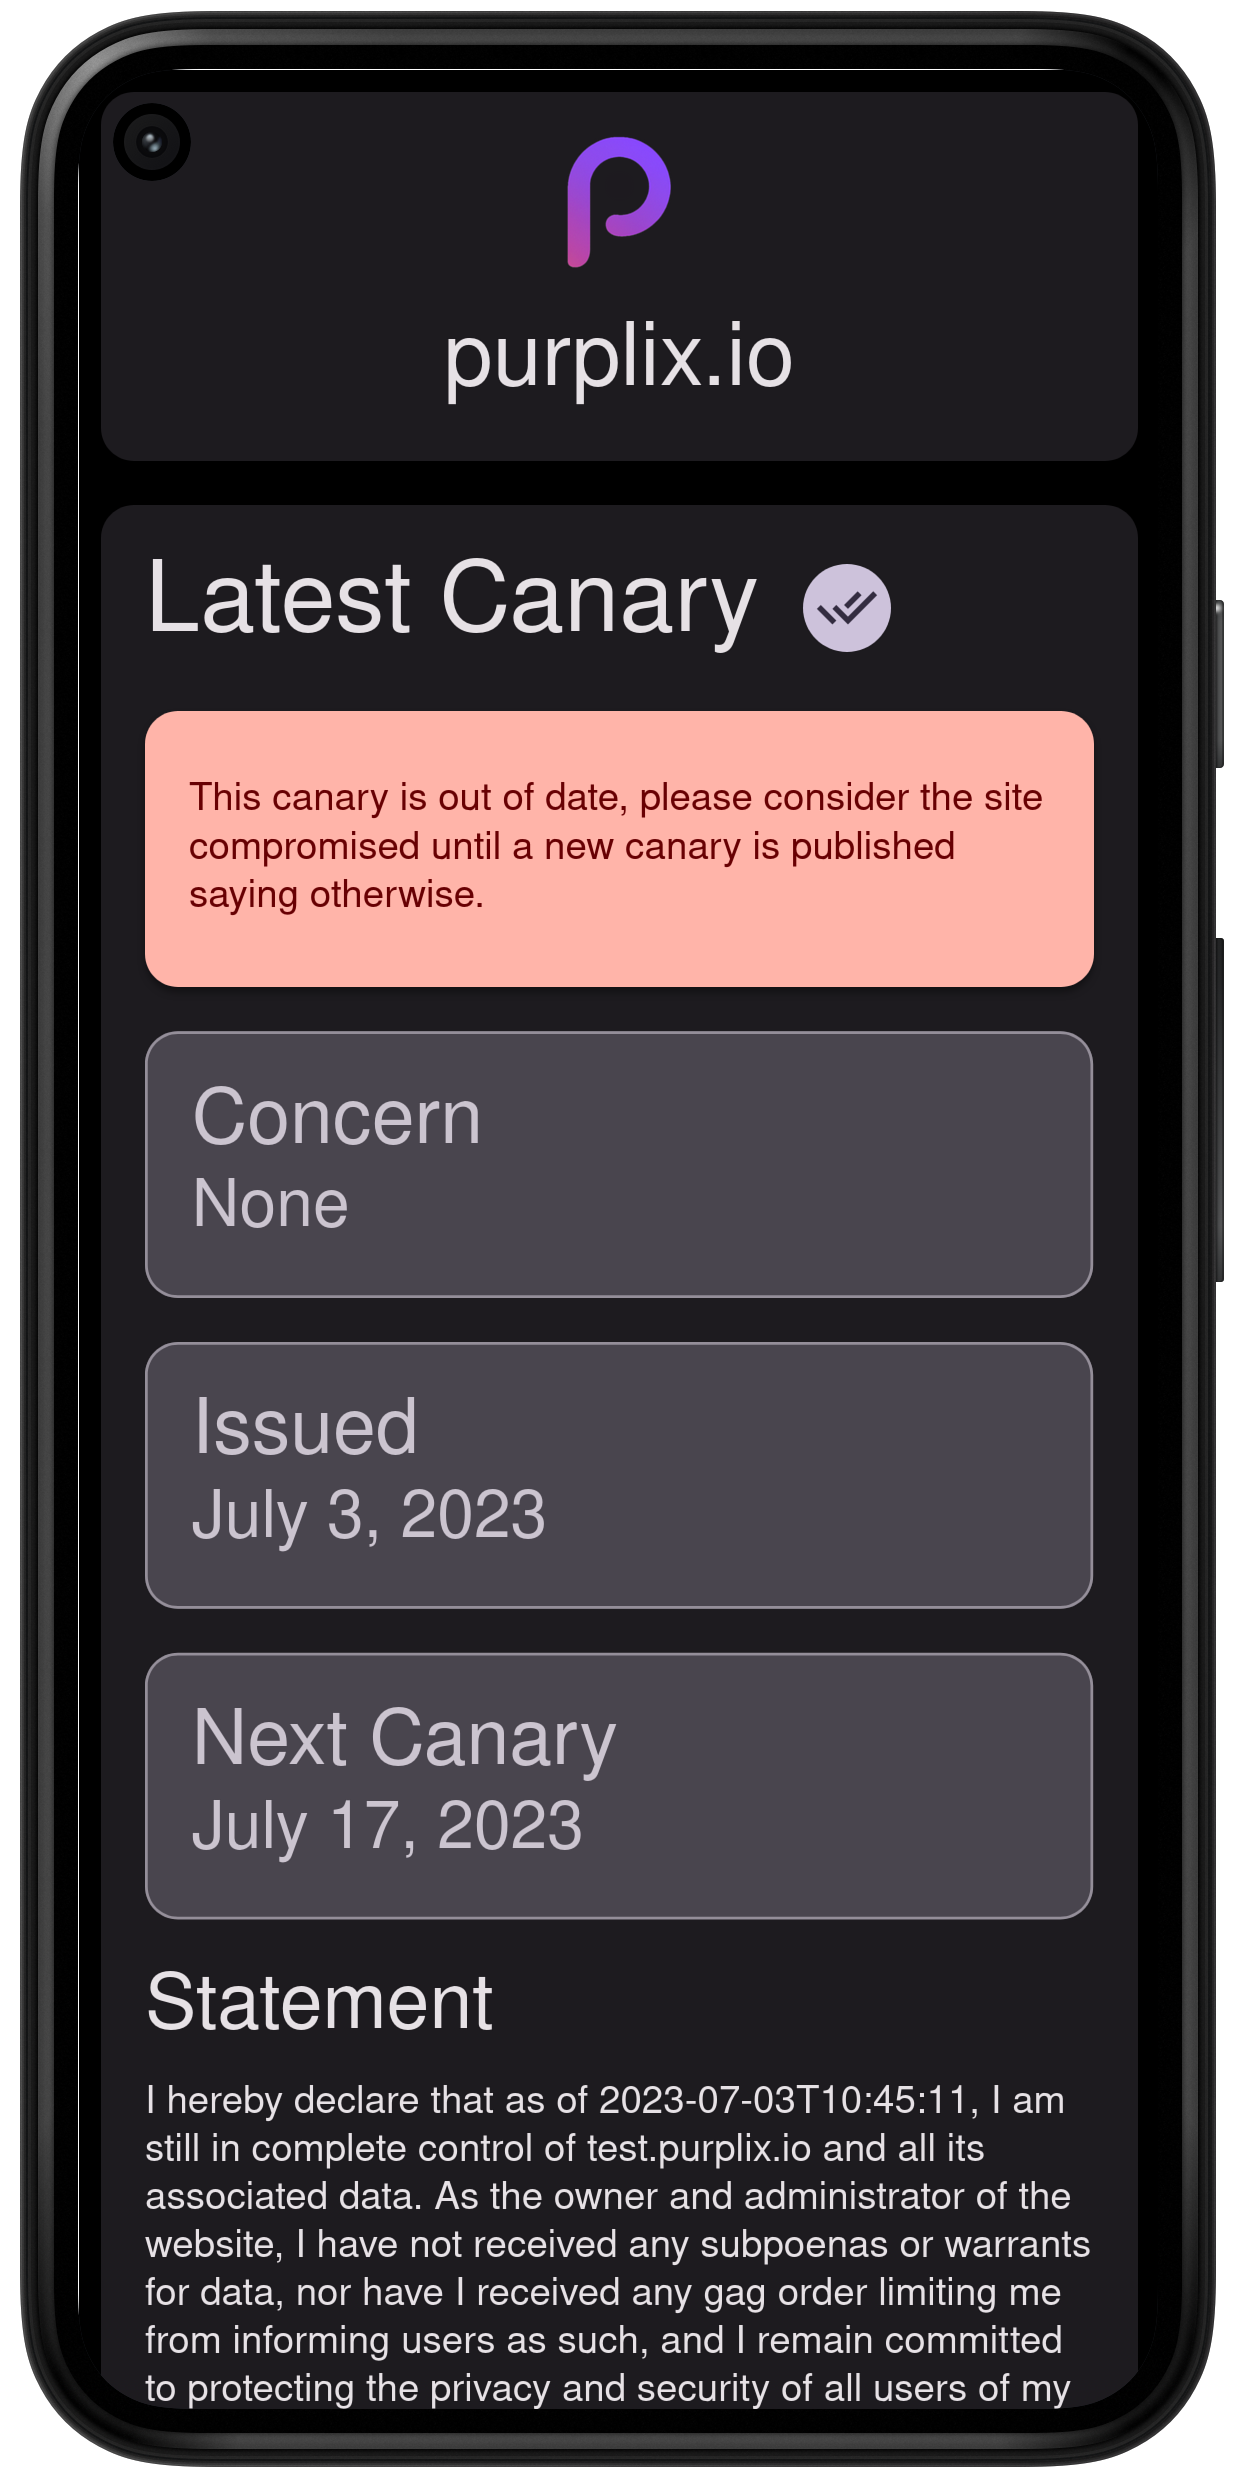 purplix.io
Latest Canary
This canary is out of date, please consider the site
compromised until a new canary is published
saying otherwise.
Concern
None
Issued
July 3, 2023
Next Canary
July 17, 2023
Statement
I hereby declare that as of 2023-07-03T10:45:11, I am
still in complete control of test.purplix.io and all its
associated data. As the owner and administrator of the
website, I have not received any subpoenas or warrants
for data, nor have I received any gag order limiting me
from informing users as such, and I remain committed
to protecting the privacy and security of all users of my